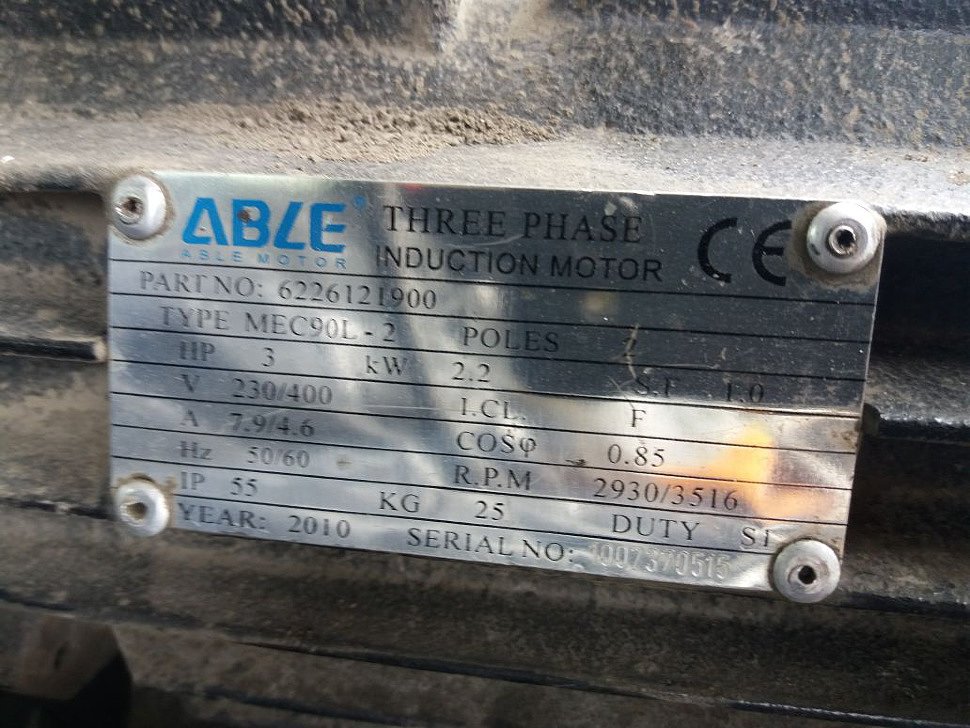 ABLE THREE PHASE CE
ABLE MOTOR INDUCTION MOTOR
PART NO: 6226121900
TYPE MEC90L-2 POLES 2
HP 3 kW 2.2 S.F 1.0
V 230/400 I.CL. F
A 7.9/4.6 COSφ 0.85
Hz 50/60 R.P.M 2930/3516
IP 55 KG 25 DUTY S1
YEAR: 2010 SERIAL NO: